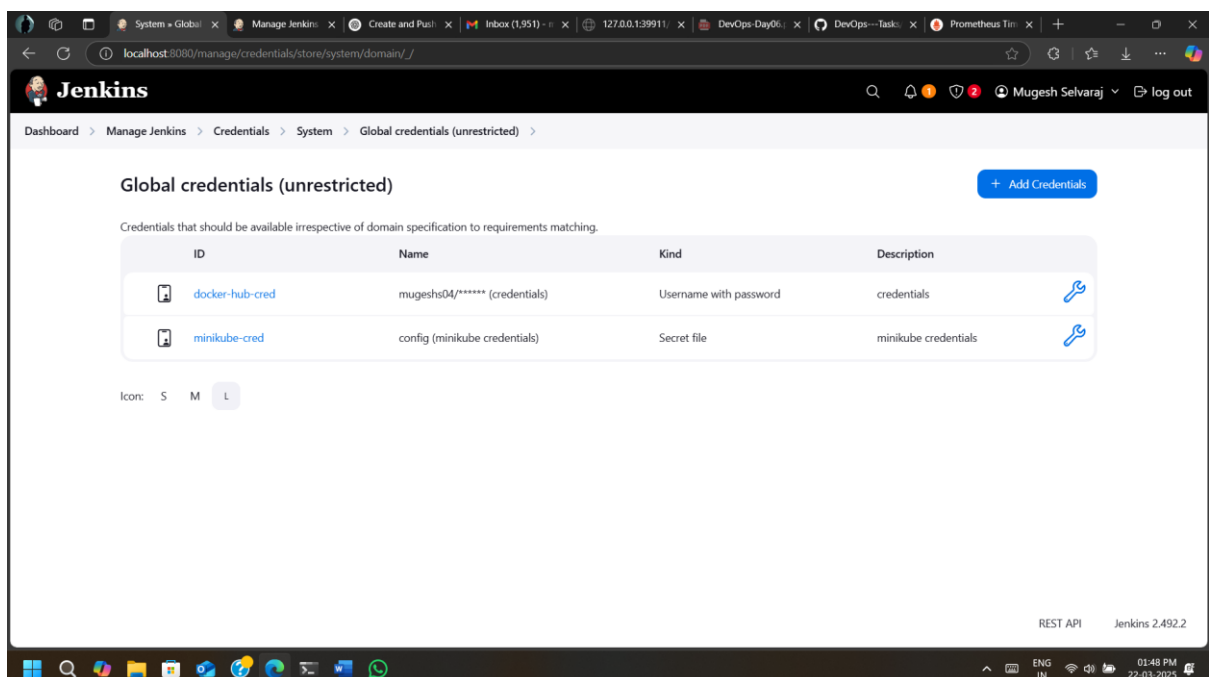 System » Global
Manage Jenkins
Create and Push
Inbox (1,951) -
127.0.0.1:39911/
DevOps-Day06.
DevOps---Tasks
Prometheus Tim
localhost:8080/manage/credentials/store/system/domain/_/
Jenkins
1
2
Mugesh Selvaraj
log out
Dashboard > Manage Jenkins > Credentials > System > Global credentials (unrestricted) >
Global credentials (unrestricted)
+ Add Credentials
Credentials that should be available irrespective of domain specification to requirements matching.
ID Name Kind Description
docker-hub-cred mugeshs04/****** (credentials) Username with password credentials
minikube-cred config (minikube credentials) Secret file minikube credentials
Icon: S M L
REST API Jenkins 2.492.2
ENG 01:48 PM
IN 22-03-2025